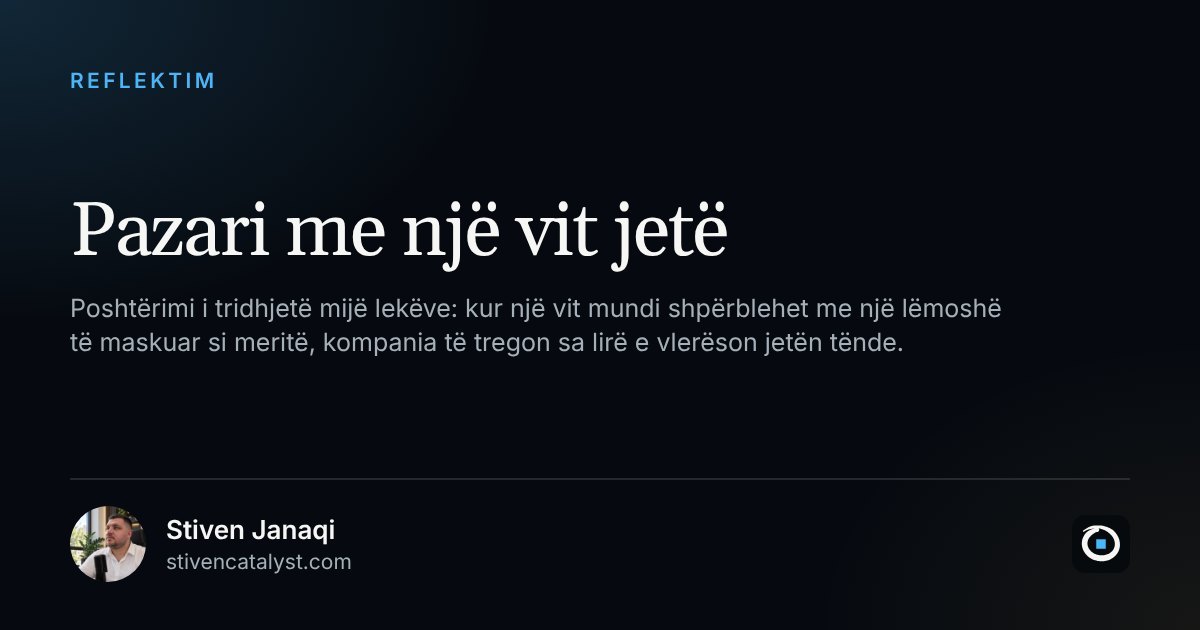 REFLEKTIM
Pazari me një vit jetë
Poshtërimi i tridhjetë mijë lekëve: kur një vit mundi shpërblehet me një lëmoshë
të maskuar si meritë, kompania të tregon sa lirë e vlerëson jetën tënde.
Stiven Janaqi
stivencatalyst.com